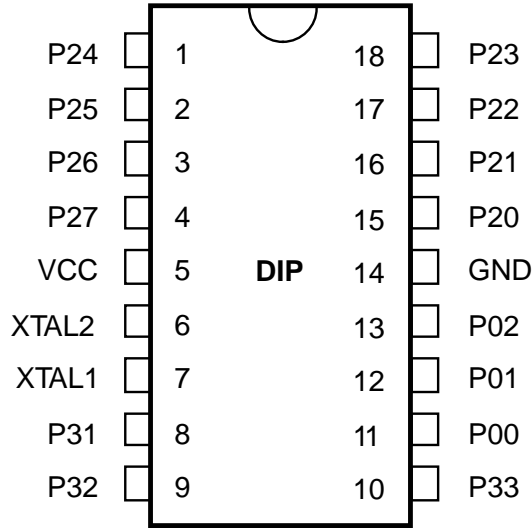 P24 1 18 P23
P25 2 17 P22
P26 3 16 P21
P27 4 15 P20
VCC 5 DIP 14 GND
XTAL2 6 13 P02
XTAL1 7 12 P01
P31 8 11 P00
P32 9 10 P33